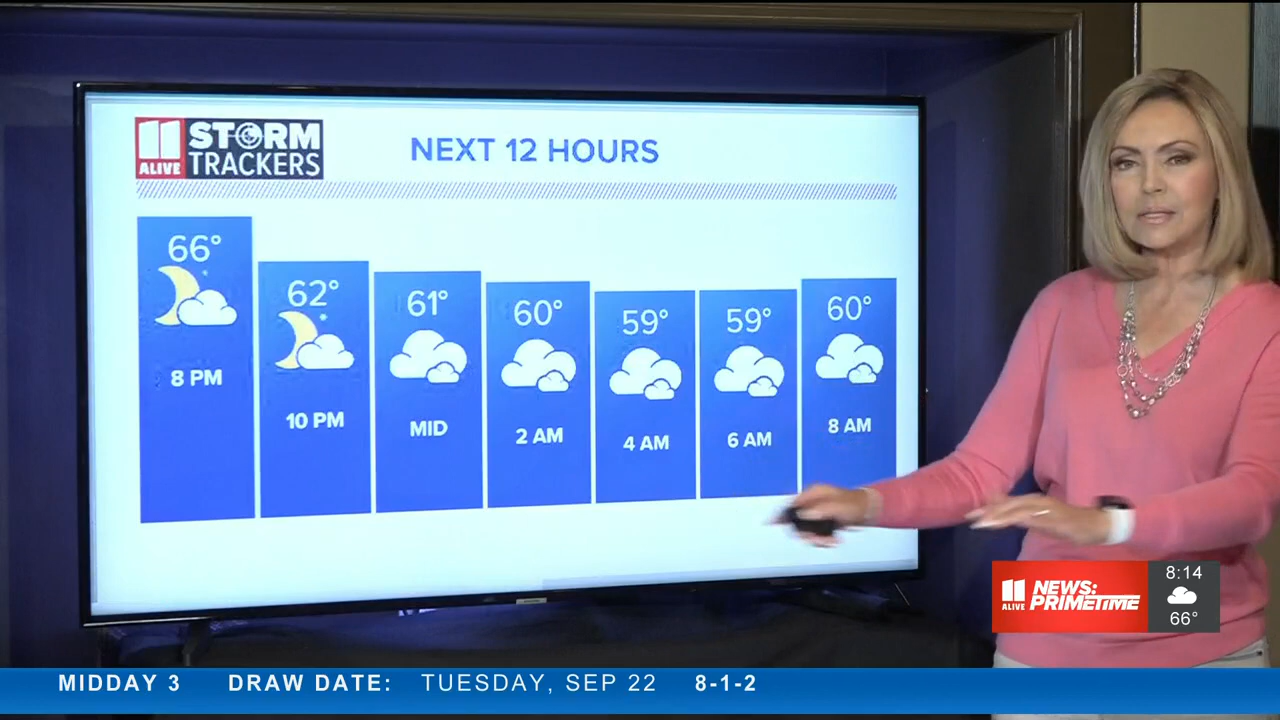 11 ALIVE
STORM TRACKERS
NEXT 12 HOURS
66° 62° 61° 60° 59° 59° 60°
8 PM 10 PM MID 2 AM 4 AM 6 AM 8 AM
11 ALIVE
NEWS: PRIMETIME
8:14
66°
MIDDAY 3 DRAW DATE: TUESDAY, SEP 22 8-1-2